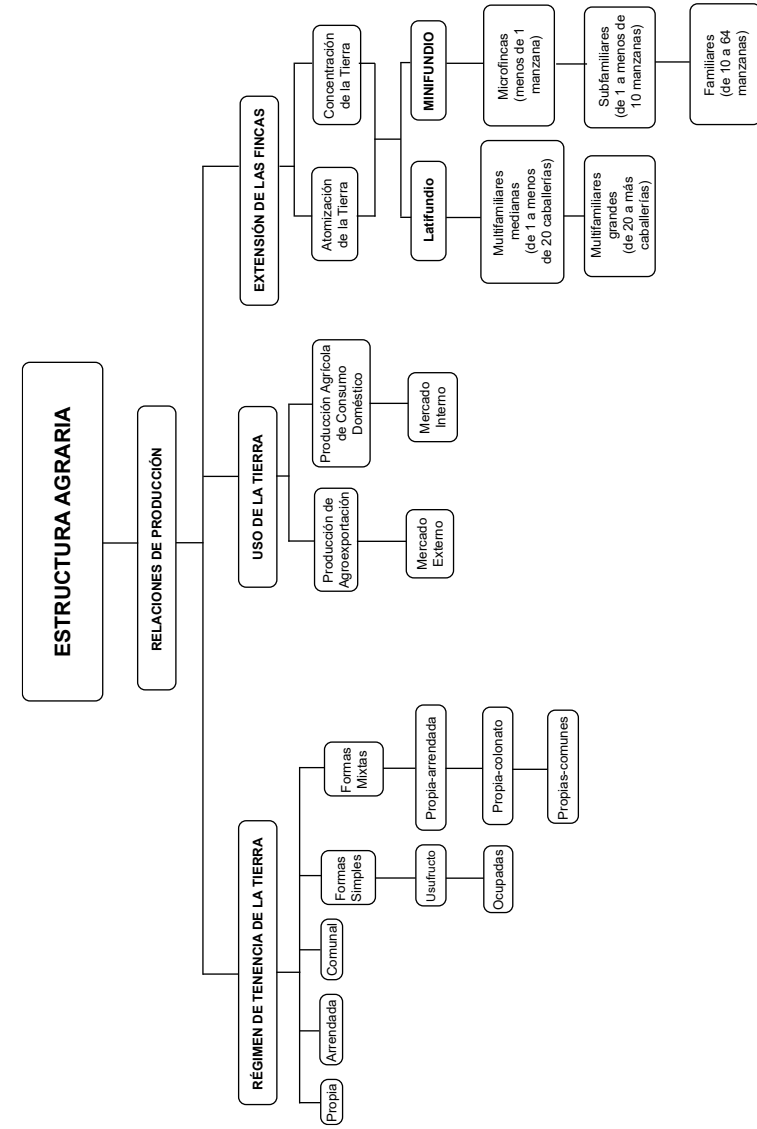 ESTRUCTURA AGRARIA
RELACIONES DE PRODUCCIÓN
RÉGIMEN DE TENENCIA DE LA TIERRA
Propia
Arrendada
Comunal
Formas
Simples
Usufructo
Ocupadas
Formas
Mixtas
Propia-arrendada
Propia-colonato
Propias-comunes
USO DE LA TIERRA
Producción de
Agroexportación
Mercado
Externo
Producción Agrícola
de Consumo
Doméstico
Mercado
Interno
EXTENSIÓN DE LAS FINCAS
Atomización
de la Tierra
Concentración
de la Tierra
Latifundio
Multifamiliares
medianas
(de 1 a menos
de 20 caballerías)
Multifamiliares
grandes
(de 20 a más
caballerías)
MINIFUNDIO
Microfincas
(menos de 1
manzana)
Subfamiliares
(de 1 a menos de
10 manzanas)
Familiares
(de 10 a 64
manzanas)